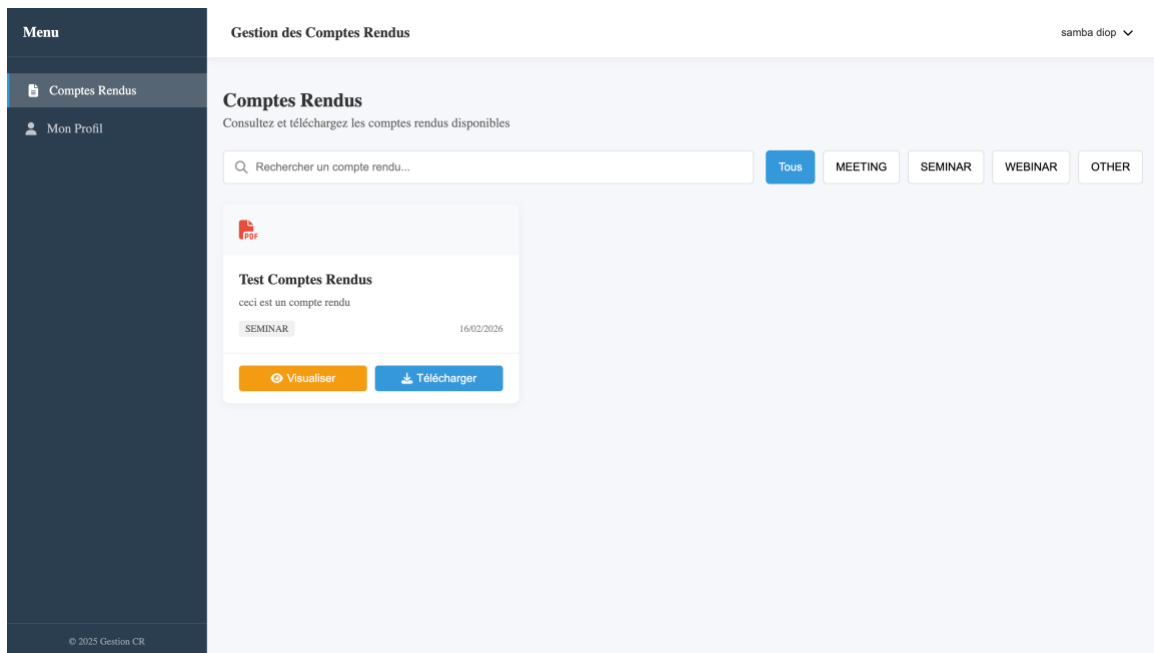 Menu
Gestion des Comptes Rendus
samba diop
Comptes Rendus
Mon Profil
Comptes Rendus
Consultez et téléchargez les comptes rendus disponibles
Rechercher un compte rendu...
Tous
MEETING
SEMINAR
WEBINAR
OTHER
PDF
Test Comptes Rendus
ceci est un compte rendu
SEMINAR
16/02/2026
Visualiser
Télécharger
© 2025 Gestion CR